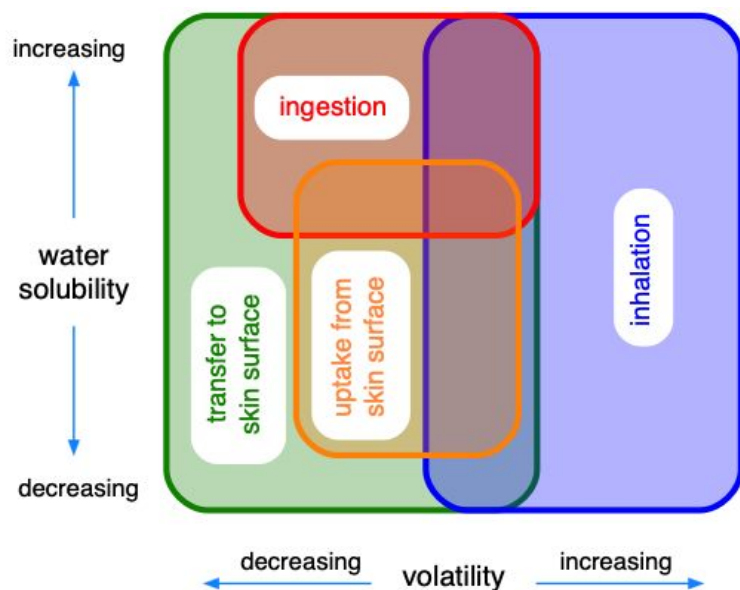 increasing
ingestion
water
solubility
transfer to
skin surface
uptake from
skin surface
inhalation
decreasing
decreasing
volatility
increasing